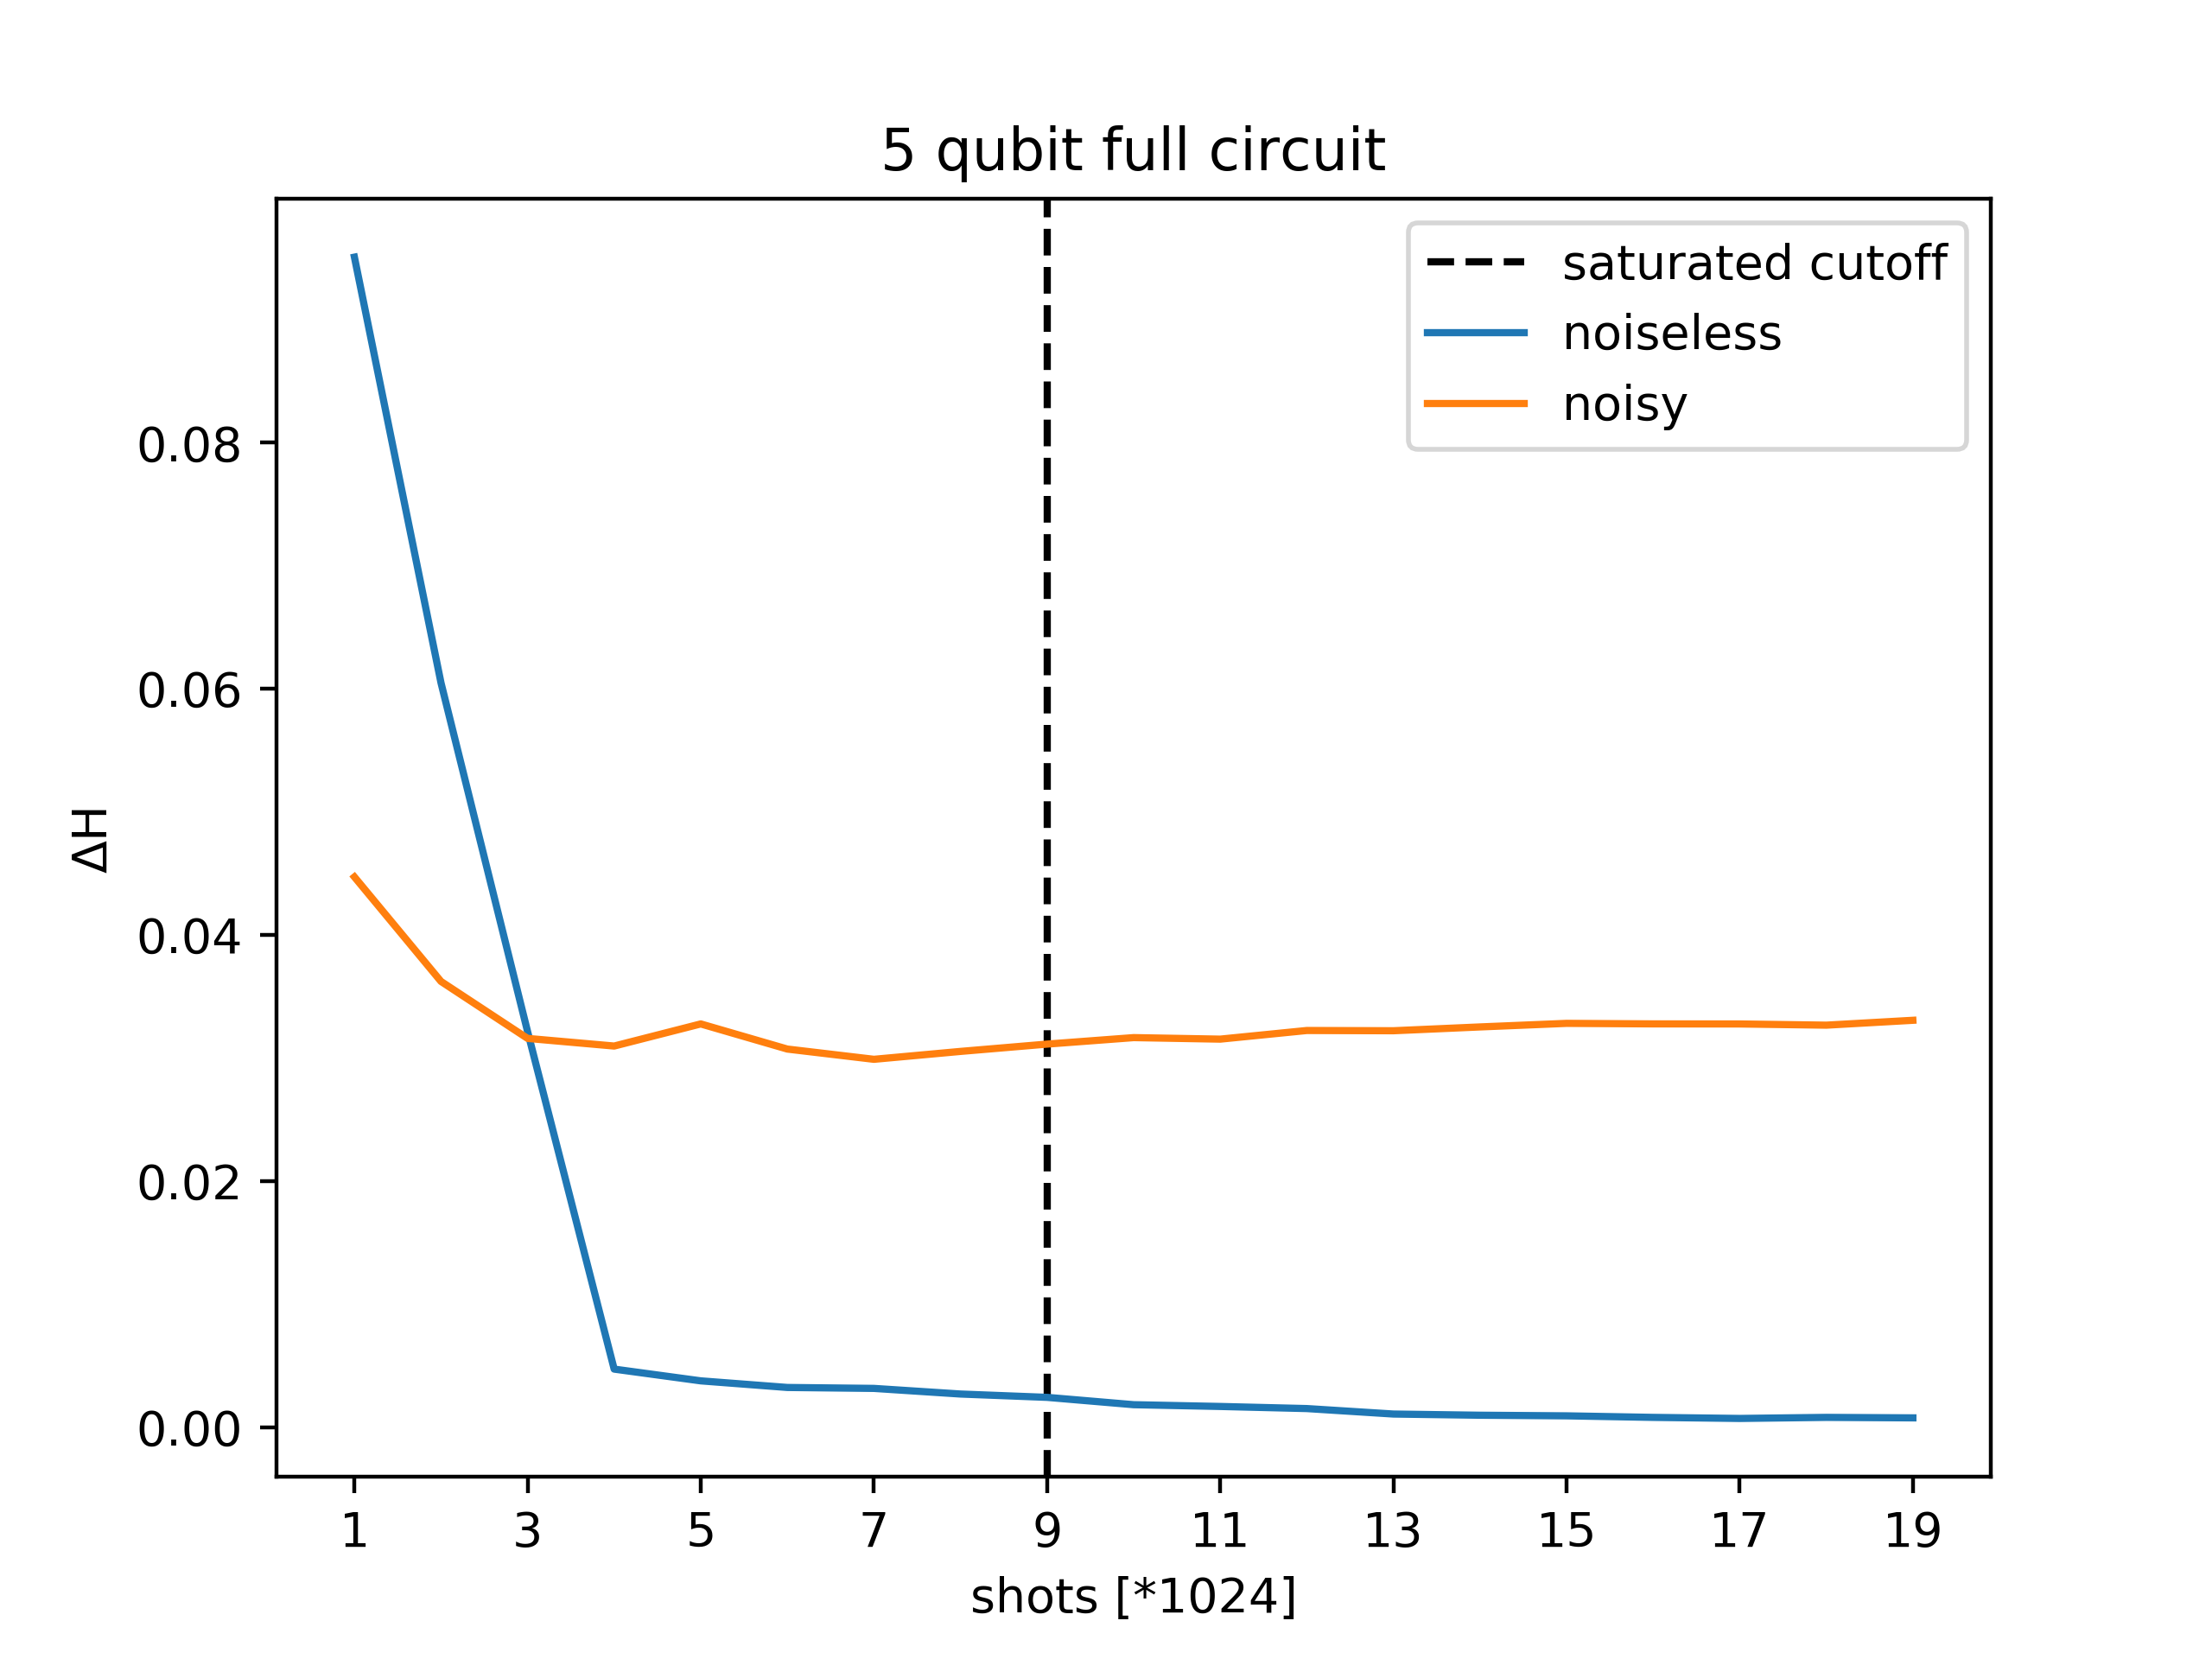 5 qubit full circuit
saturated cutoff
noiseless
noisy
0.08
0.06
0.04
0.02
0.00
ΔH
1 3 5 7 9 11 13 15 17 19
shots [*1024]